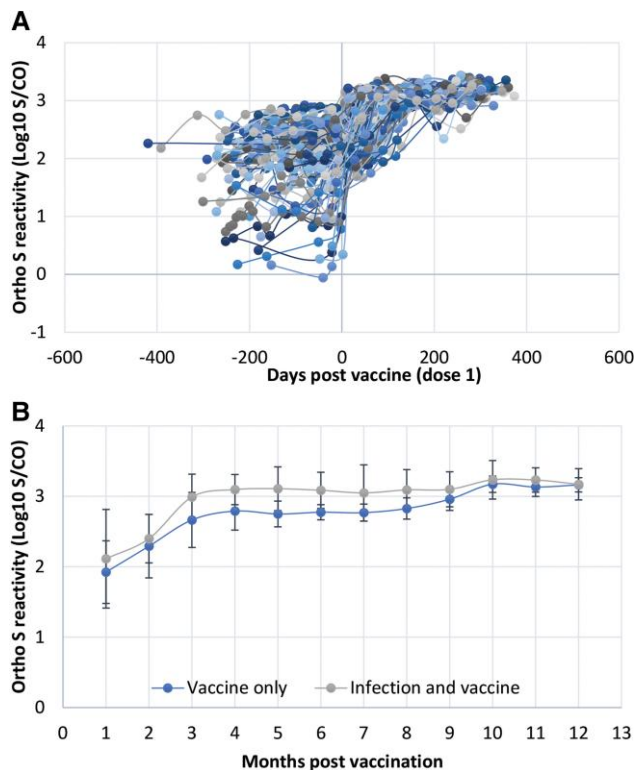 A
Ortho S reactivity (Log10 S/CO)
4
3
2
1
0
-1
-600 -400 -200 0 200 400 600
Days post vaccine (dose 1)
B
Ortho S reactivity (Log10 S/CO)
4
3
2
1
0
Vaccine only Infection and vaccine
0 1 2 3 4 5 6 7 8 9 10 11 12 13
Months post vaccination